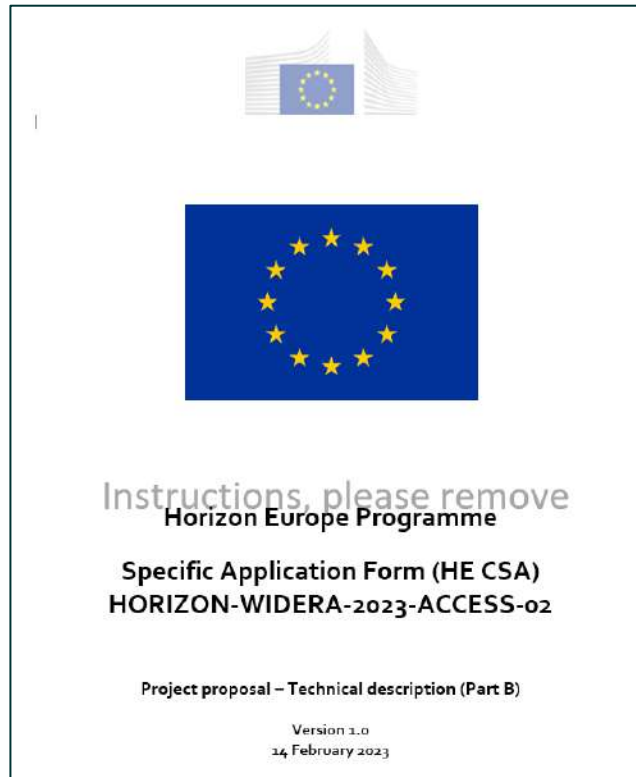 Instructions, please remove
Horizon Europe Programme
Specific Application Form (HE CSA)
HORIZON-WIDERA-2023-ACCESS-02
Project proposal – Technical description (Part B)
Version 1.0
14 February 2023